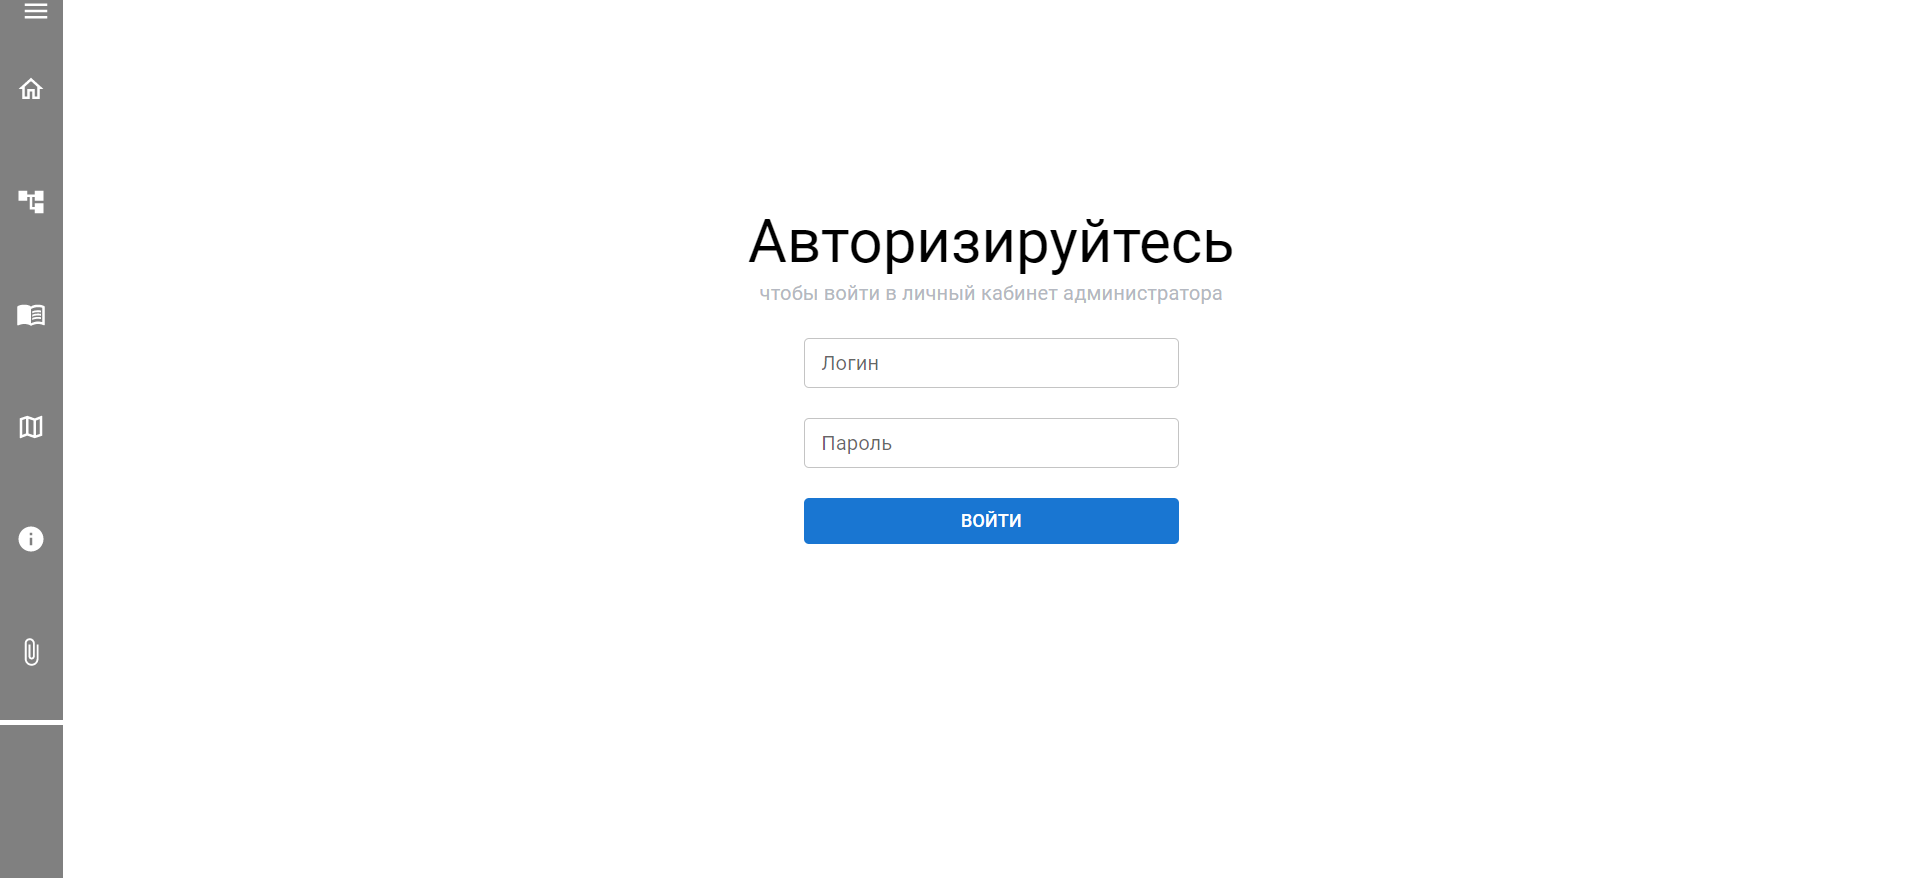 Авторизируйтесь
чтобы войти в личный кабинет администратора
Логин
Пароль
ВОЙТИ